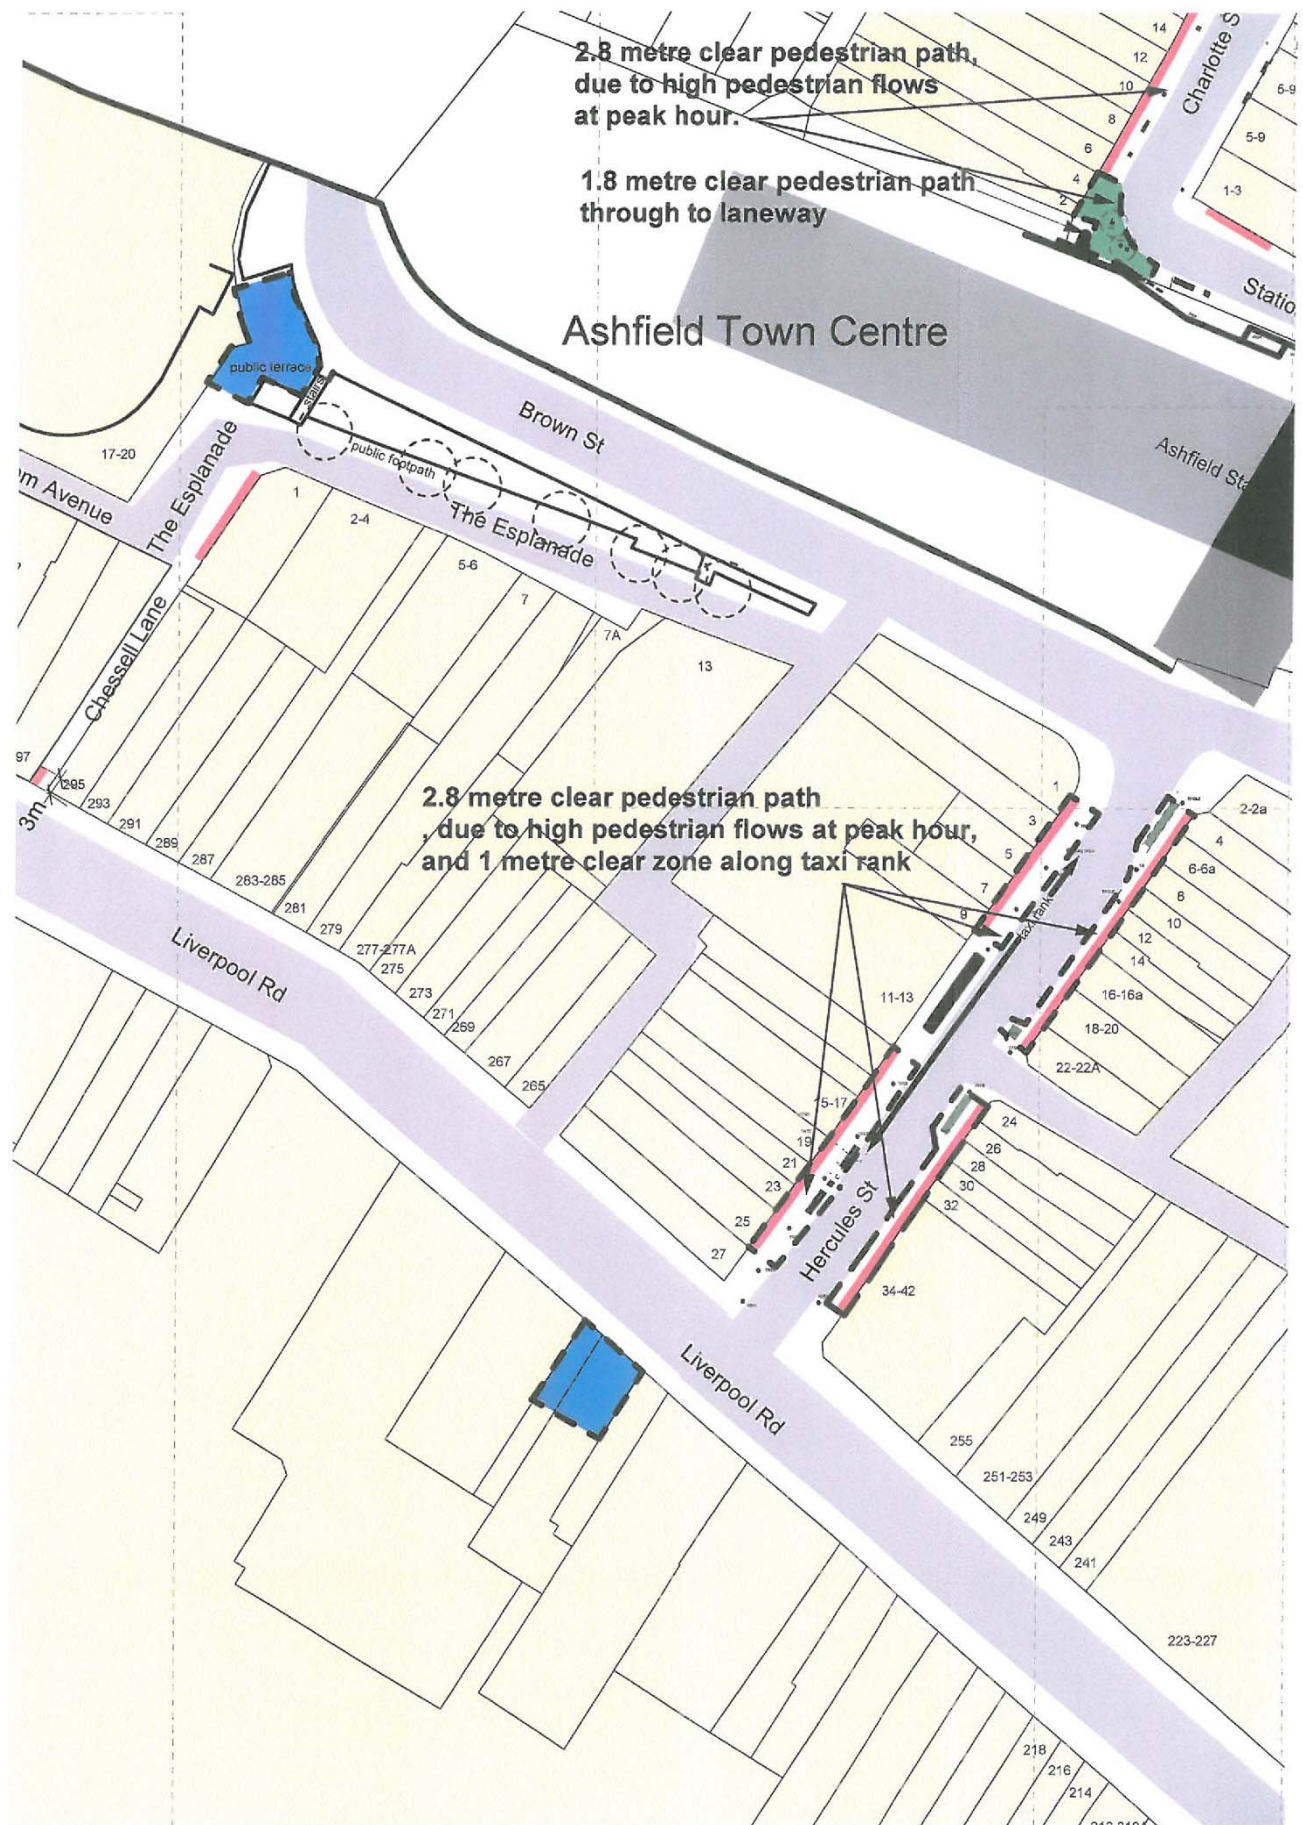 2.8 metre clear pedestrian path,
due to high pedestrian flows
at peak hour.
1.8 metre clear pedestrian path
through to laneway
14
12
10
8
6
4
2
Charlotte S
5-9
5-9
1-3
Statio
Ashfield Town Centre
Ashfield Sta
public terrace
stairs
Brown St
public footpath
The Esplanade
The Esplanade
17-20
om Avenue
1
2-4
5-6
7
7A
13
Chessell Lane
97
3m
295
293
291
289
287
283-285
281
279
277-277A
275
273
271
269
267
265
2.8 metre clear pedestrian path
, due to high pedestrian flows at peak hour,
and 1 metre clear zone along taxi rank
1
3
5
7
9
11-13
15-17
19
21
23
25
27
taxi rank
2-2a
4
6-6a
8
10
12
14
16-16a
18-20
22-22A
24
26
28
30
32
34-42
Hercules St
Liverpool Rd
Liverpool Rd
255
251-253
249
243
241
223-227
218
216
214